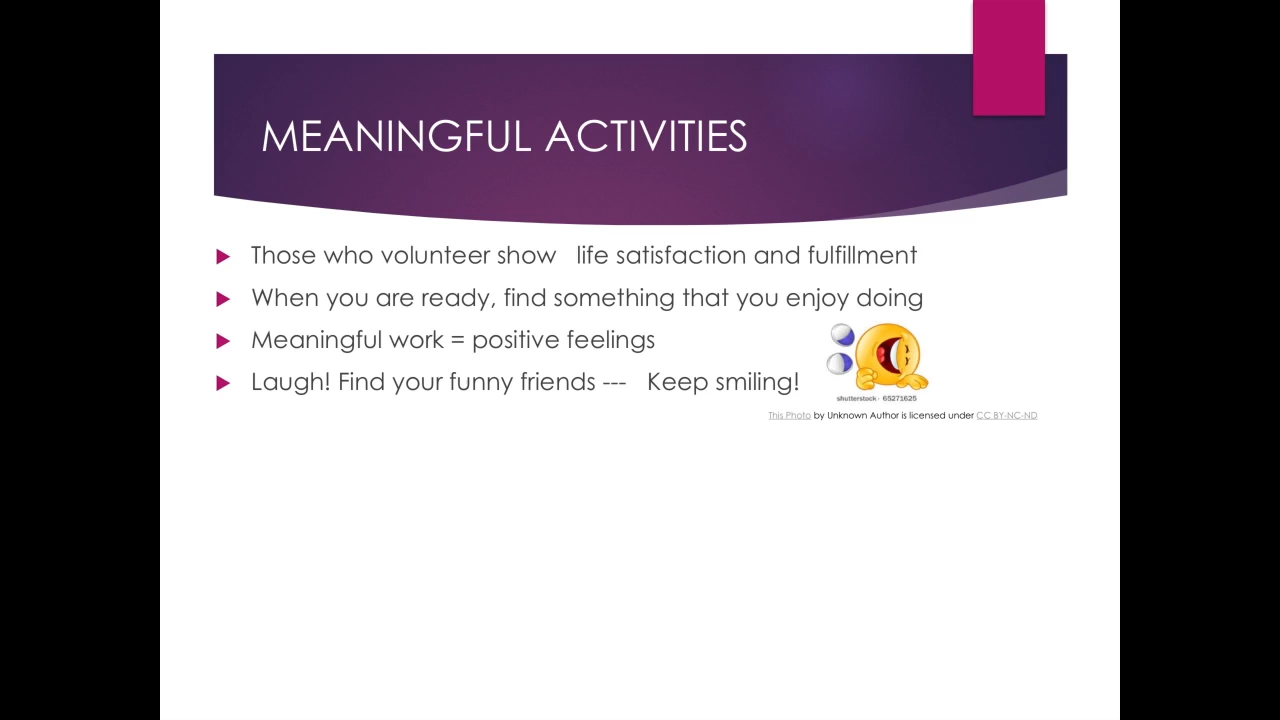 MEANINGFUL ACTIVITIES
Those who volunteer show   life satisfaction and fulfillment
When you are ready, find something that you enjoy doing
Meaningful work = positive feelings
Laugh! Find your funny friends ---   Keep smiling!
shutterstock · 65271625
This Photo by Unknown Author is licensed under CC BY-NC-ND